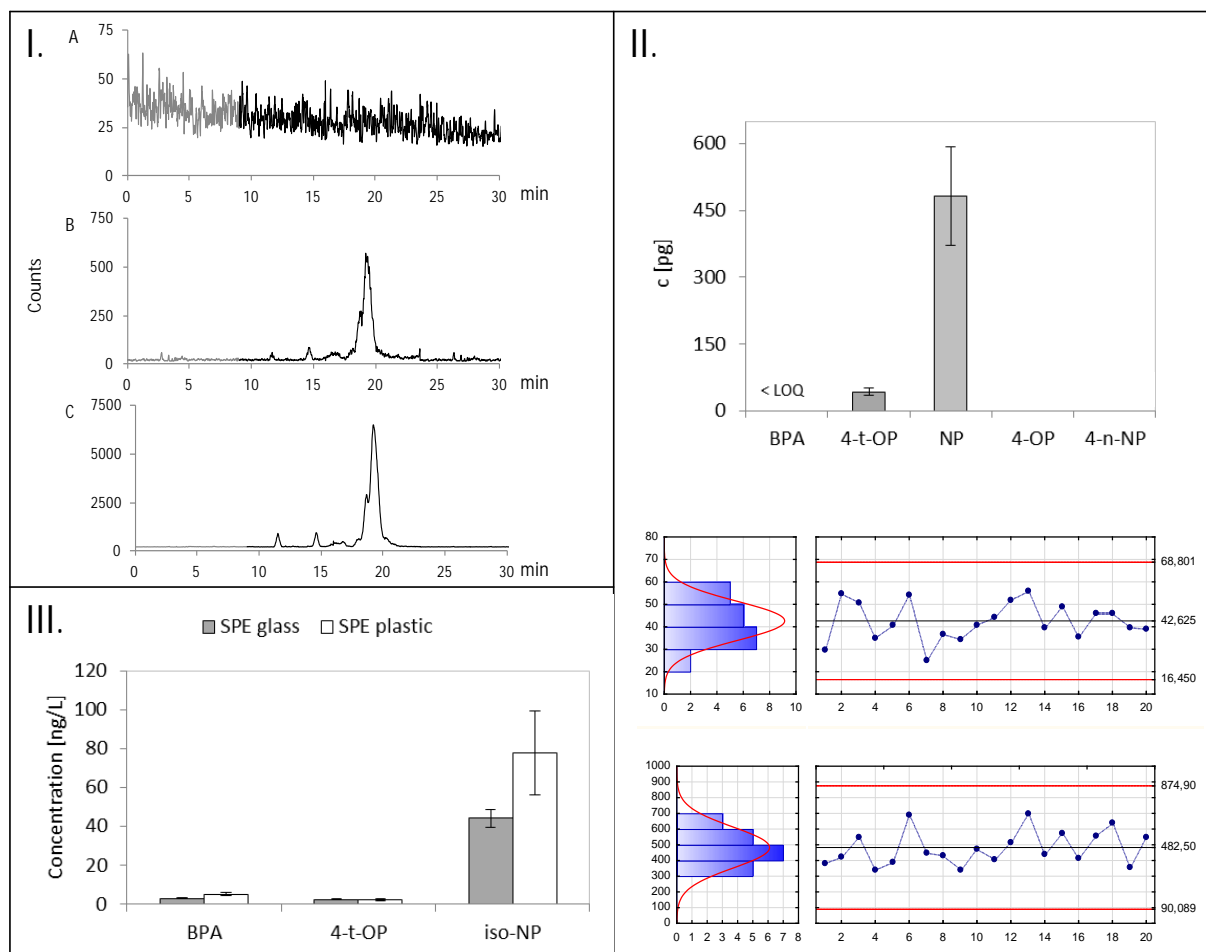 I.
A
75
50
25
0
0 5 10 15 20 25 30 min
B
750
500
250
0
0 5 10 15 20 25 30 min
Counts
C
7500
5000
2500
0
0 5 10 15 20 25 30 min
II.
600
450
300
150
0
c [pg]
< LOQ
BPA 4-t-OP NP 4-OP 4-n-NP
80
70
60
50
40
30
20
10
0 2 4 6 8 10
68,801
42,625
16,450
2 4 6 8 10 12 14 16 18 20
1000
900
800
700
600
500
400
300
200
100
0
0 1 2 3 4 5 6 7 8
874,90
482,50
90,089
2 4 6 8 10 12 14 16 18 20
III.
SPE glass SPE plastic
120
100
80
60
40
20
0
Concentration [ng/L]
BPA 4-t-OP iso-NP